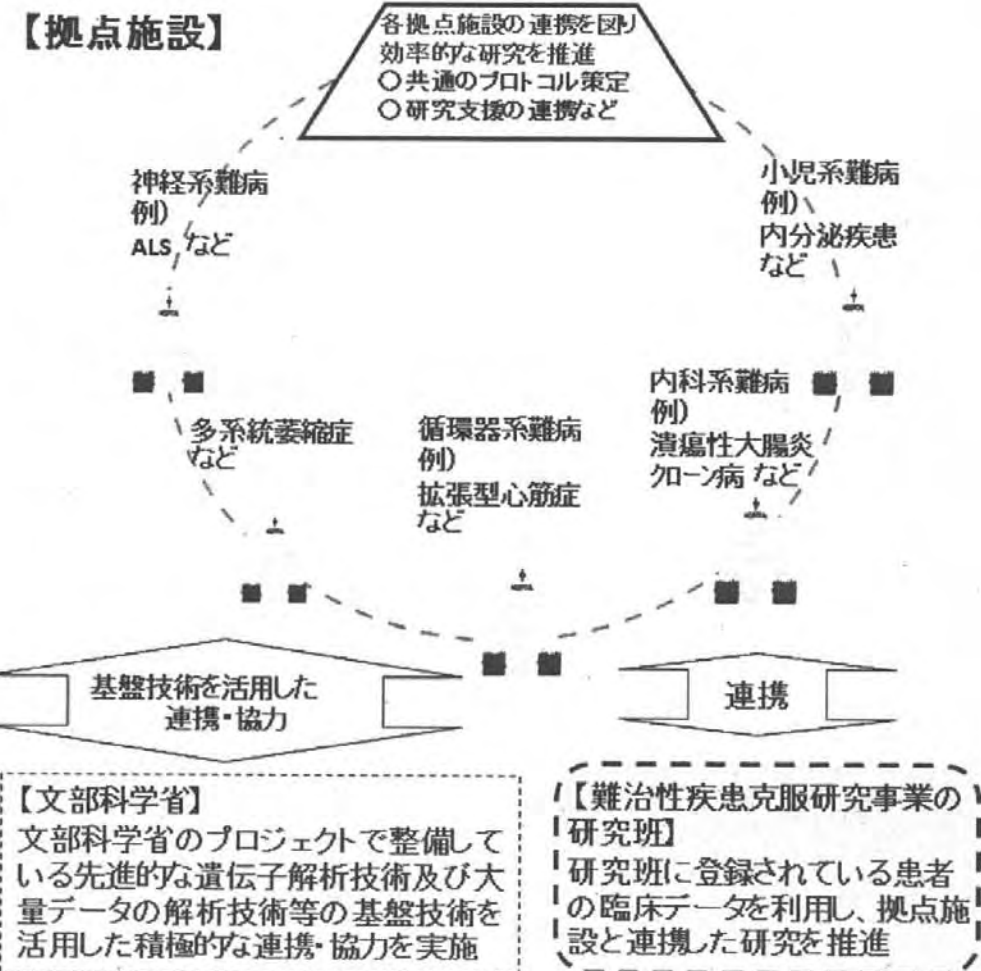 【拠点施設】
各拠点施設の連携を図り
効率的な研究を推進
○共通のプロトコル策定
○研究支援の連携など
神経系難病
例)
ALS など
小児系難病
例)
内分泌疾患
など
多系統萎縮症
など
循環器系難病
例)
拡張型心筋症
など
内科系難病
例)
潰瘍性大腸炎
クローン病 など
基盤技術を活用した
連携・協力
連携
【文部科学省】
文部科学省のプロジェクトで整備して
いる先進的な遺伝子解析技術及び大
量データの解析技術等の基盤技術を
活用した積極的な連携・協力を実施
【難治性疾患克服研究事業の
研究班】
研究班に登録されている患者
の臨床データを利用し、拠点施
設と連携した研究を推進